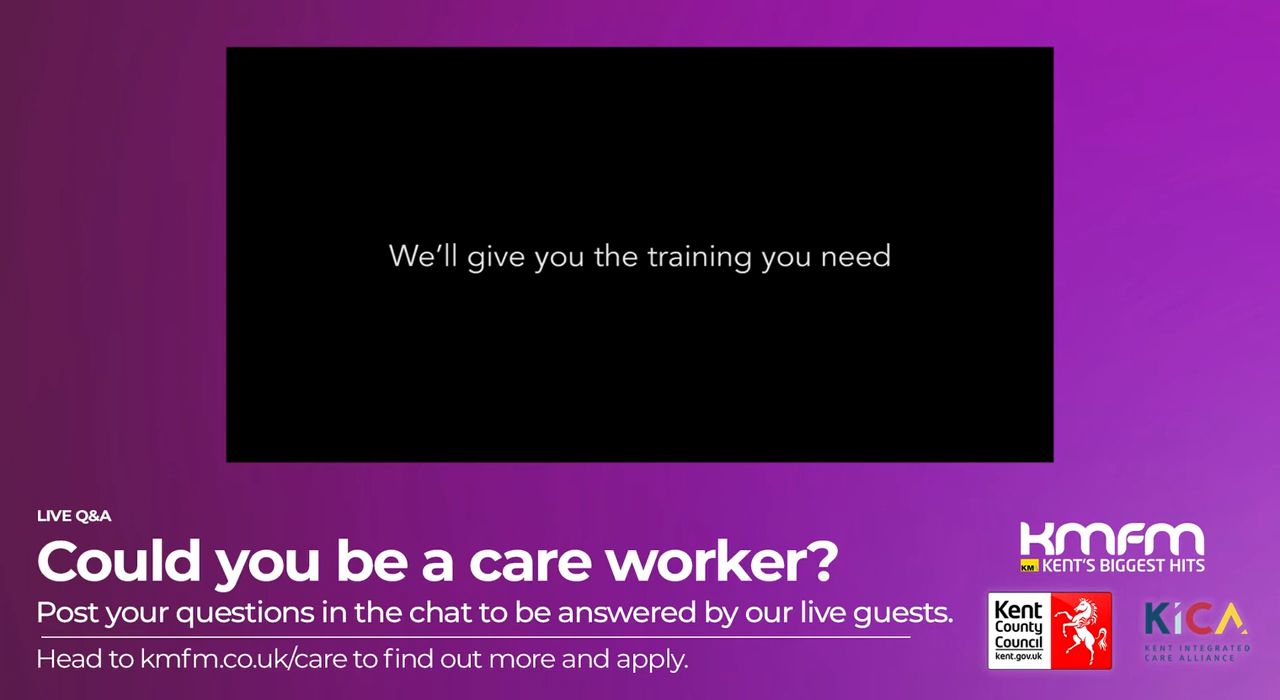 We'll give you the training you need
LIVE Q&A
Could you be a care worker?
Post your questions in the chat to be answered by our live guests.
Head to kmfm.co.uk/care to find out more and apply.
kmfm
KM KENT'S BIGGEST HITS
Kent
County
Council
kent.gov.uk
KiCA
KENT INTEGRATED
CARE ALLIANCE